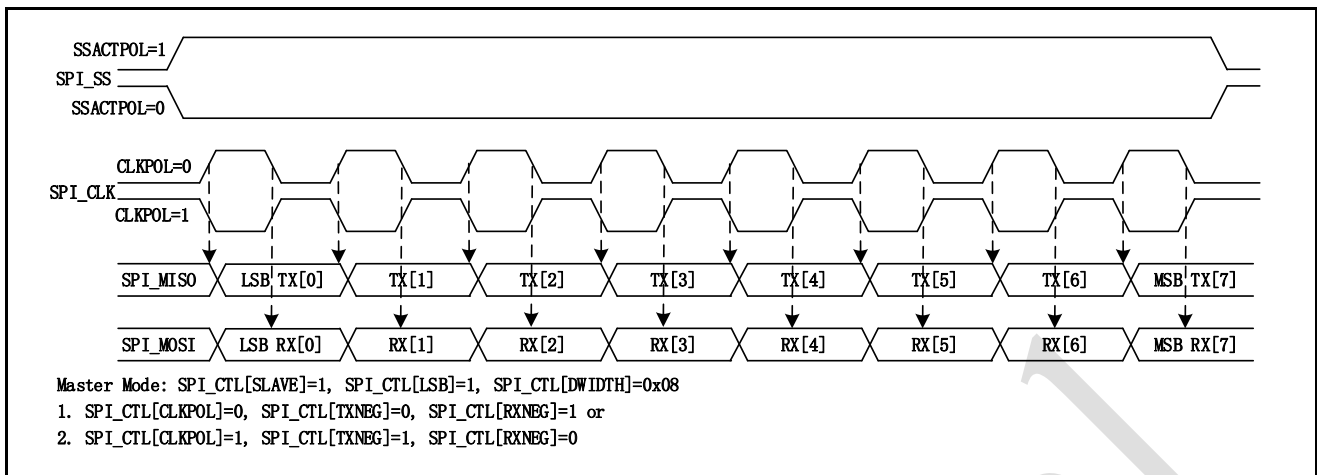 SSACTPOL=1
SPI_SS
SSACTPOL=0
CLKPOL=0
SPI_CLK
CLKPOL=1
SPI_MISO LSB TX[0] TX[1] TX[2] TX[3] TX[4] TX[5] TX[6] MSB TX[7]
SPI_MOSI LSB RX[0] RX[1] RX[2] RX[3] RX[4] RX[5] RX[6] MSB RX[7]
Master Mode: SPI_CTL[SLAVE]=1, SPI_CTL[LSB]=1, SPI_CTL[DWIDTH]=0x08
1. SPI_CTL[CLKPOL]=0, SPI_CTL[TXNEG]=0, SPI_CTL[RXNEG]=1 or
2. SPI_CTL[CLKPOL]=1, SPI_CTL[TXNEG]=1, SPI_CTL[RXNEG]=0